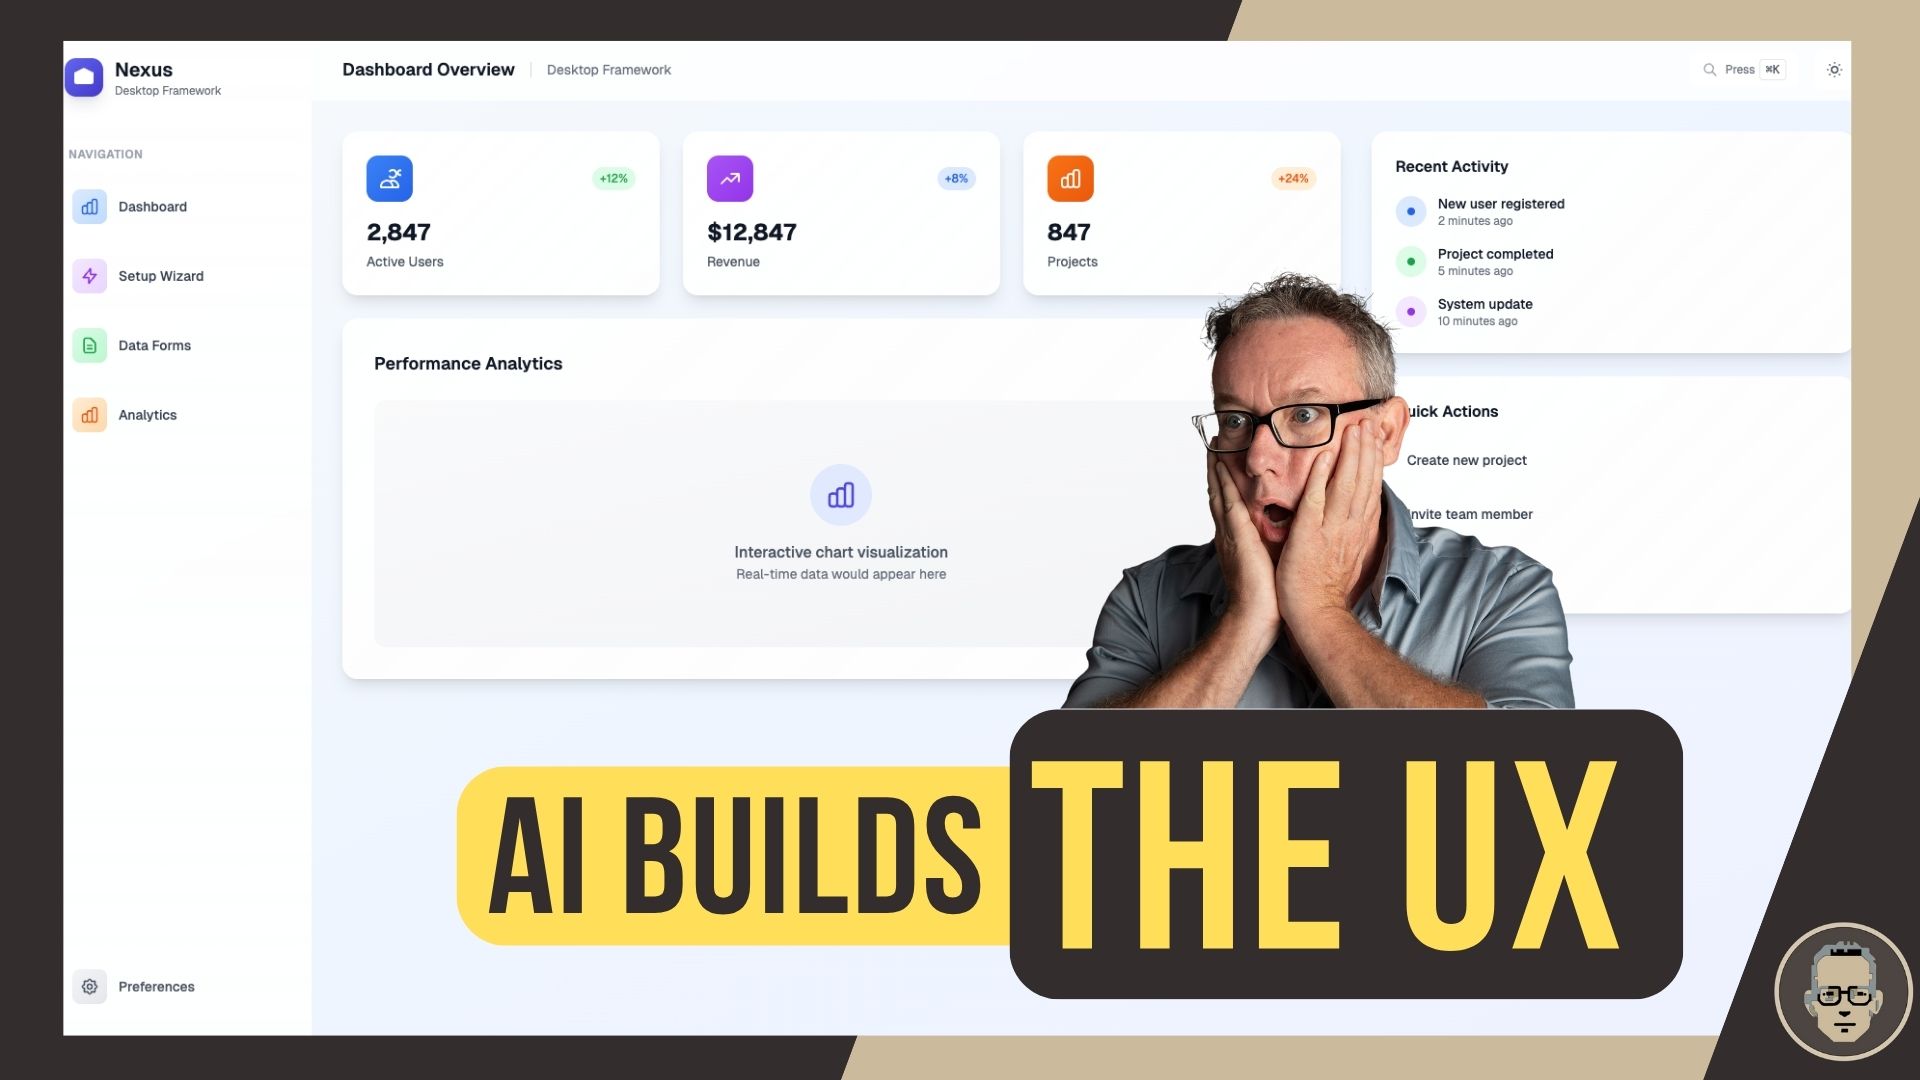 Nexus
Desktop Framework
NAVIGATION
Dashboard
Setup Wizard
Data Forms
Analytics
Preferences
Dashboard Overview
Desktop Framework
Press ⌘K
+12%
2,847
Active Users
+8%
$12,847
Revenue
+24%
847
Projects
Recent Activity
New user registered
2 minutes ago
Project completed
5 minutes ago
System update
10 minutes ago
Performance Analytics
Interactive chart visualization
Real-time data would appear here
uick Actions
Create new project
Invite team member
AI BUILDS
THE UX